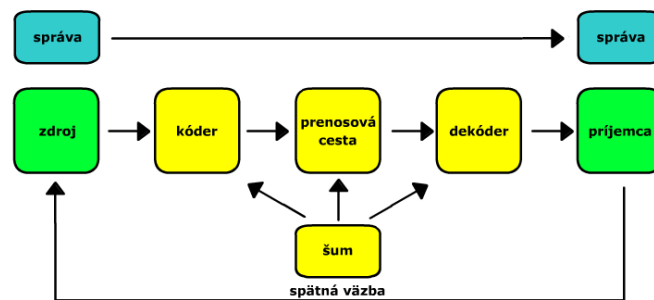 správa
správa
zdroj
kóder
prenosová
cesta
dekóder
príjemca
šum
spätná väzba